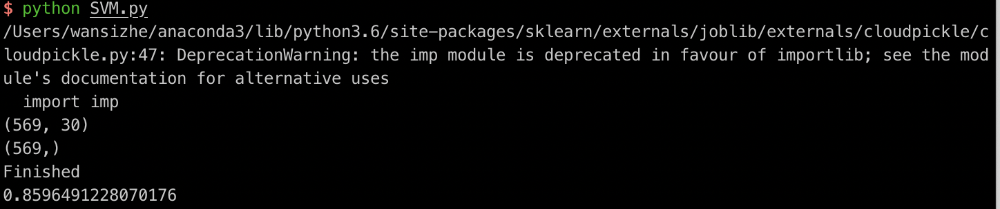 $ python SVM.py
/Users/wansizhe/anaconda3/lib/python3.6/site-packages/sklearn/externals/joblib/externals/cloudpickle/c
loudpickle.py:47: DeprecationWarning: the imp module is deprecated in favour of importlib; see the mod
ule's documentation for alternative uses
  import imp
(569, 30)
(569,)
Finished
0.8596491228070176